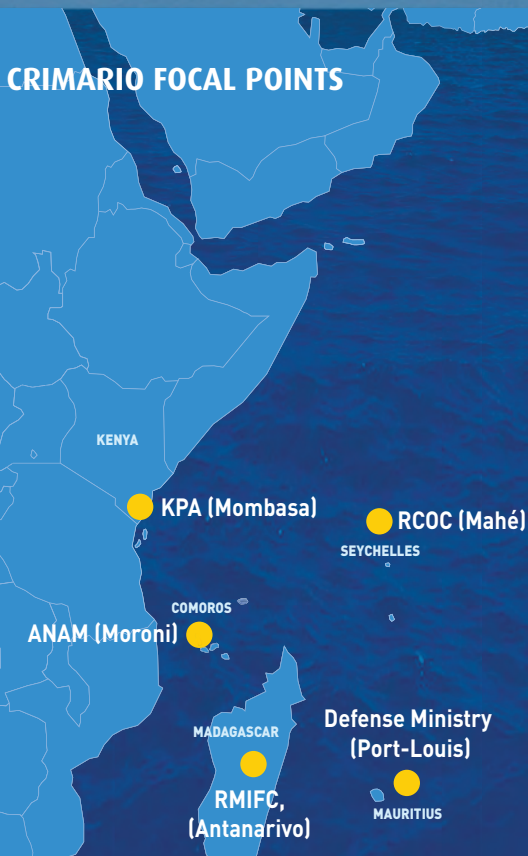 CRIMARIO FOCAL POINTS
KENYA
KPA (Mombasa)
RCOC (Mahé)
SEYCHELLES
COMOROS
ANAM (Moroni)
Defense Ministry
(Port-Louis)
MADAGASCAR
RMIFC,
(Antanarivo)
MAURITIUS